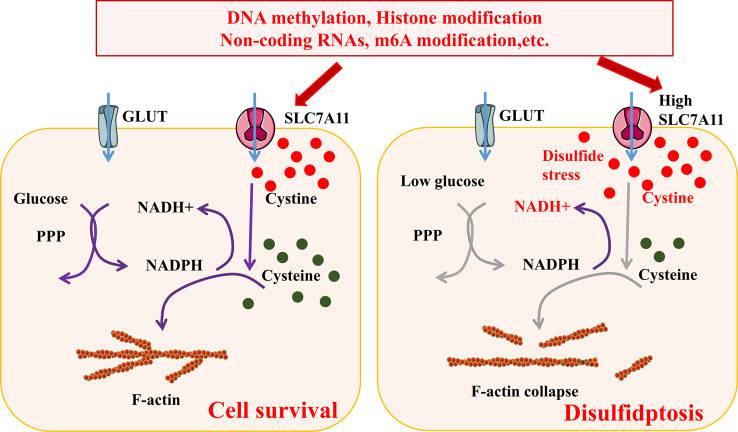 DNA methylation, Histone modification
Non-coding RNAs, m6A modification,etc.
GLUT
SLC7A11
Glucose
NADH+
Cystine
PPP
NADPH
Cysteine
F-actin
Cell survival
GLUT
High
SLC7A11
Disulfide
stress
Low glucose
NADH+
Cystine
PPP
NADPH
Cysteine
F-actin collapse
Disulfidptosis